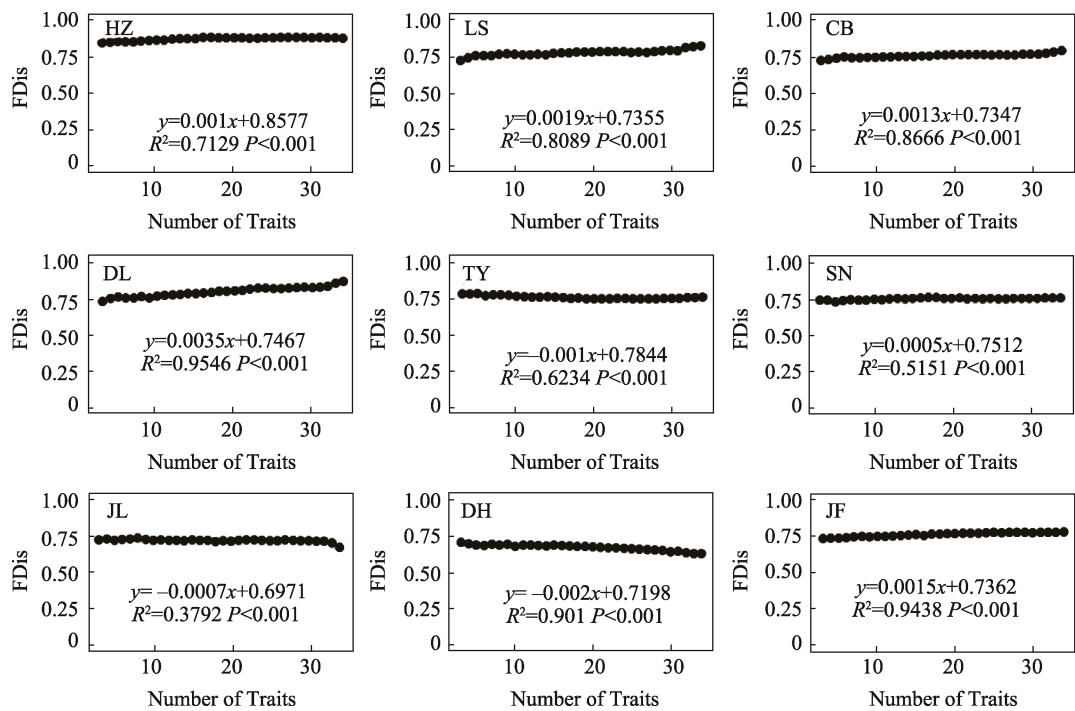 HZ
1.00
0.75
0.50
0.25
0
FDis
y=0.001x+0.8577
R²=0.7129 P<0.001
10 20 30
Number of Traits
LS
1.00
0.75
0.50
0.25
0
FDis
y=0.0019x+0.7355
R²=0.8089 P<0.001
10 20 30
Number of Traits
CB
1.00
0.75
0.50
0.25
0
FDis
y=0.0013x+0.7347
R²=0.8666 P<0.001
10 20 30
Number of Traits
DL
1.00
0.75
0.50
0.25
0
FDis
y=0.0035x+0.7467
R²=0.9546 P<0.001
10 20 30
Number of Traits
TY
1.00
0.75
0.50
0.25
0
FDis
y=–0.001x+0.7844
R²=0.6234 P<0.001
10 20 30
Number of Traits
SN
1.00
0.75
0.50
0.25
0
FDis
y=0.0005x+0.7512
R²=0.5151 P<0.001
10 20 30
Number of Traits
JL
1.00
0.75
0.50
0.25
0
FDis
y= –0.0007x+0.6971
R²=0.3792 P<0.001
10 20 30
Number of Traits
DH
1.00
0.75
0.50
0.25
0
FDis
y= –0.002x+0.7198
R²=0.901 P<0.001
10 20 30
Number of Traits
JF
1.00
0.75
0.50
0.25
0
FDis
y=0.0015x+0.7362
R²=0.9438 P<0.001
10 20 30
Number of Traits